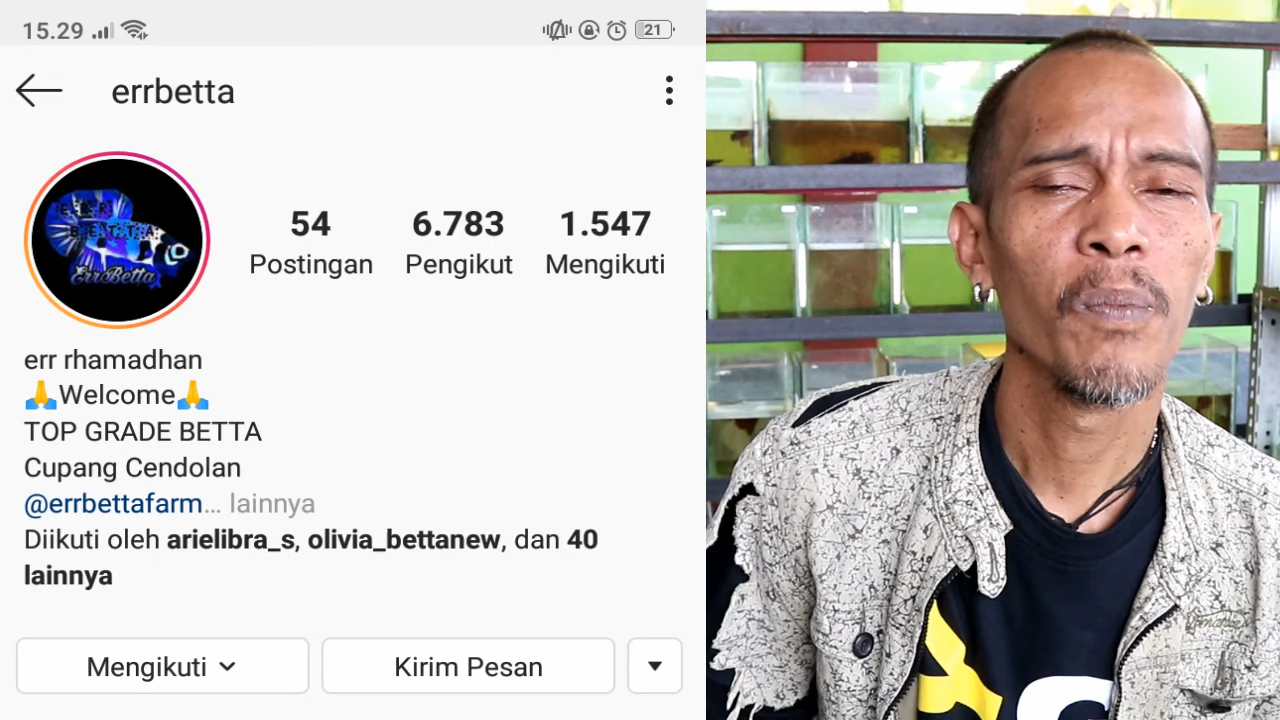 15.29
21
errbetta
E R R
B E T T A
ErrBetta
54
6.783
1.547
Postingan
Pengikut
Mengikuti
err rhamadhan
🙏Welcome🙏
TOP GRADE BETTA
Cupang Cendolan
@errbettafarm... lainnya
Diikuti oleh arielibra_s, olivia_bettanew, dan 40
lainnya
Mengikuti
Kirim Pesan